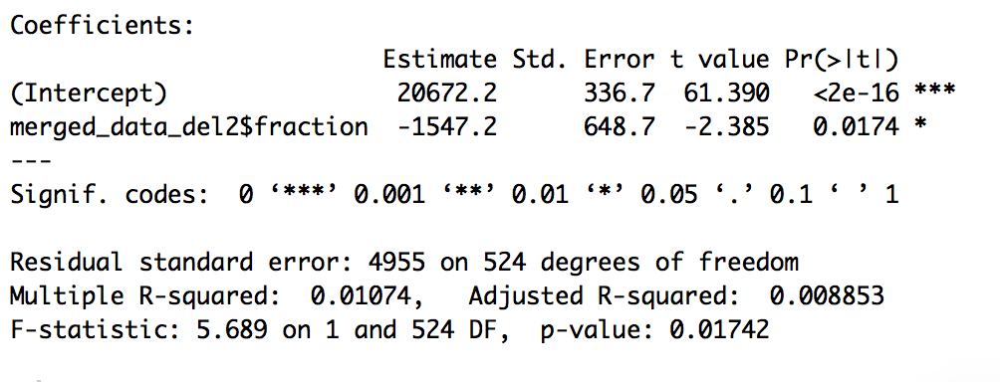 Coefficients:
Estimate Std. Error t value Pr(>|t|)
(Intercept) 20672.2 336.7 61.390 <2e-16 ***
merged_data_del2$fraction -1547.2 648.7 -2.385 0.0174 *
---
Signif. codes: 0 ‘***’ 0.001 ‘**’ 0.01 ‘*’ 0.05 ‘.’ 0.1 ‘ ’ 1
Residual standard error: 4955 on 524 degrees of freedom
Multiple R-squared: 0.01074, Adjusted R-squared: 0.008853
F-statistic: 5.689 on 1 and 524 DF, p-value: 0.01742